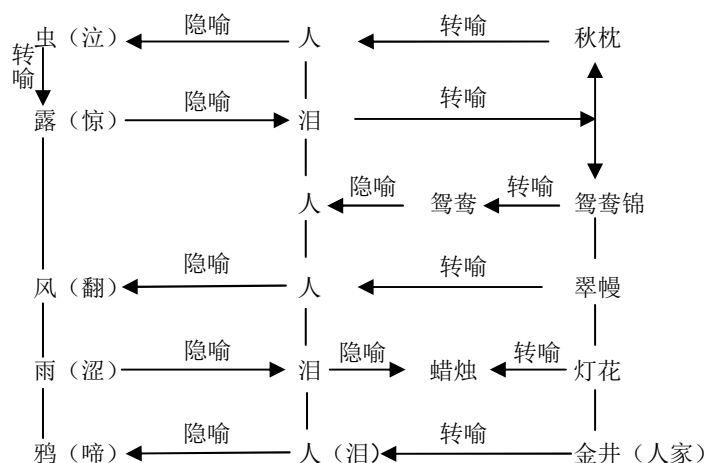 虫（泣） 隐喻 人 转喻 秋枕
转喻
露（惊） 隐喻 泪 转喻
人 隐喻 鸳鸯 转喻 鸳鸯锦
风（翻） 隐喻 人 转喻 翠幔
雨（涩） 隐喻 泪 隐喻 蜡烛 转喻 灯花
鸦（啼） 隐喻 人（泪） 转喻 金井（人家）